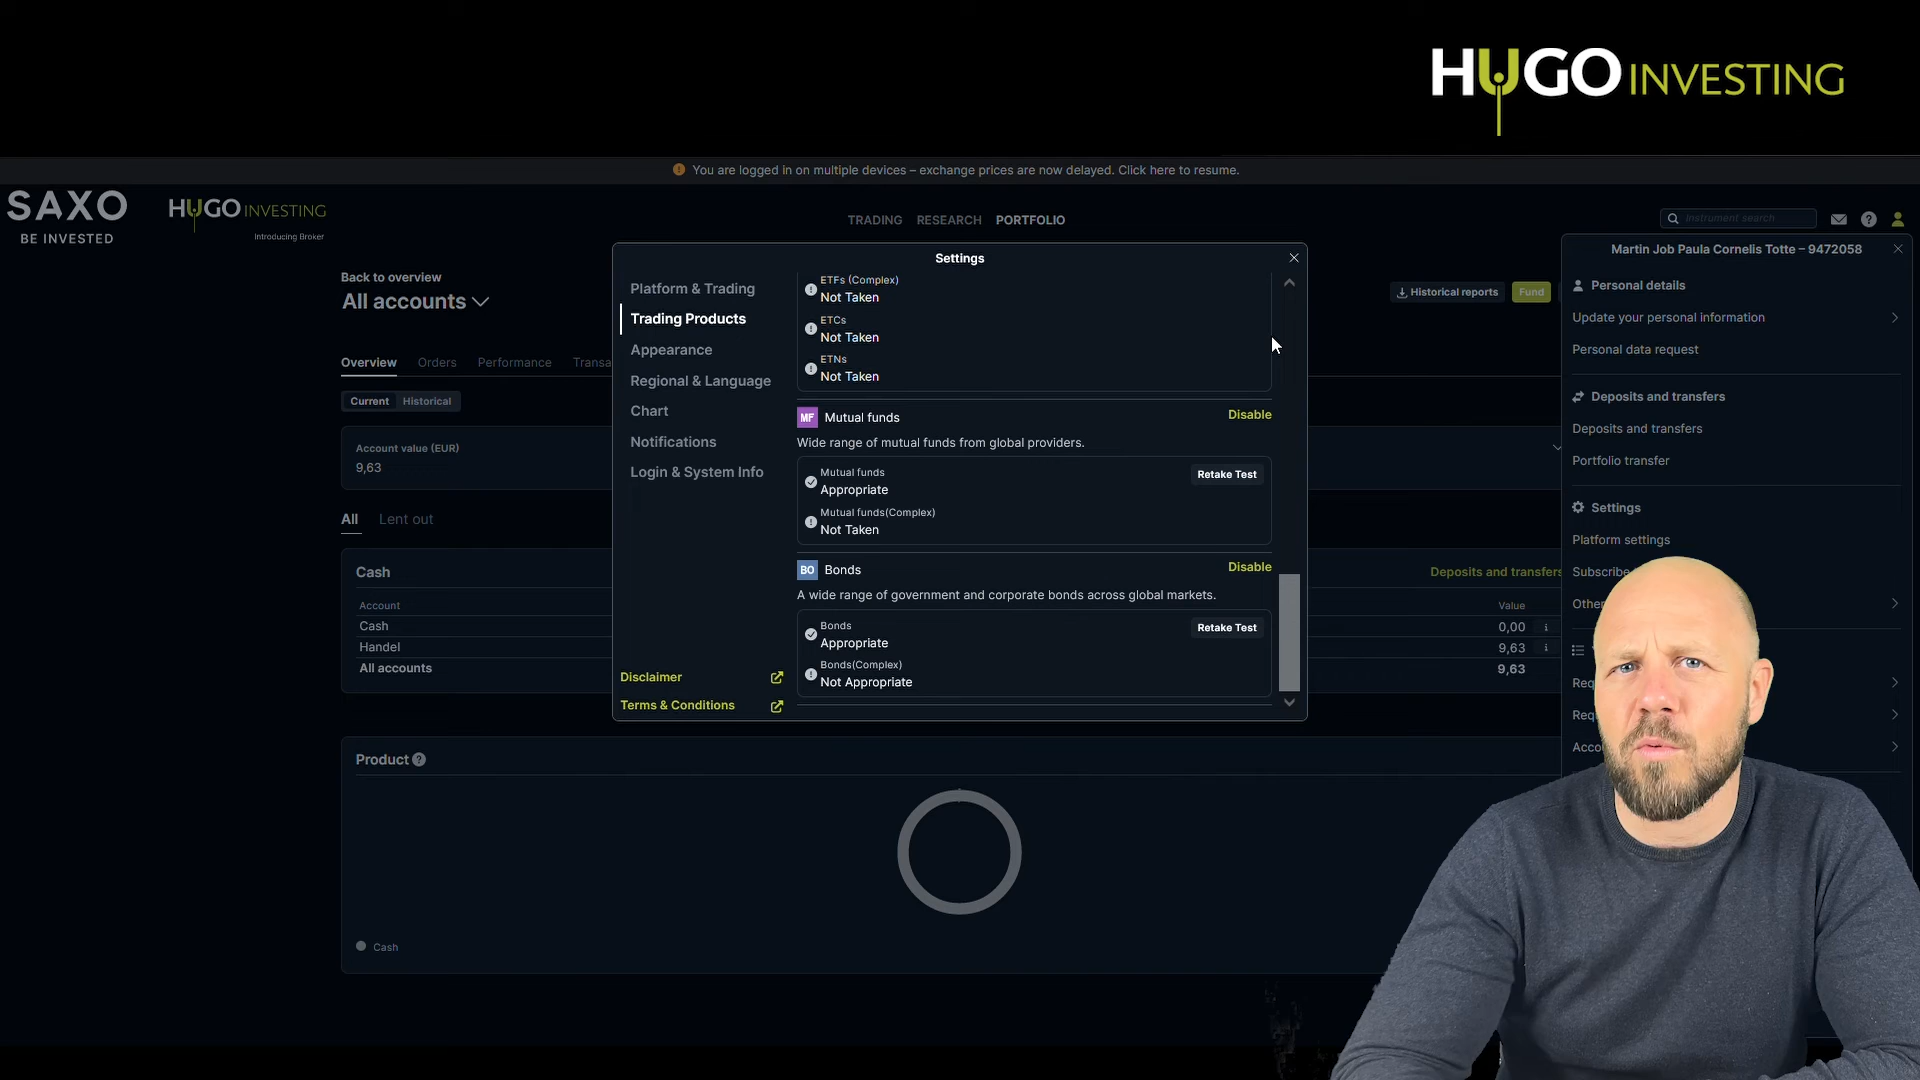 HUGO INVESTING
You are logged in on multiple devices – exchange prices are now delayed. Click here to resume.
SAXO
BE INVESTED
HUGO INVESTING
Introducing Broker
TRADING RESEARCH PORTFOLIO
Instrument search
Back to overview
All accounts
Historical reports
Fund
Overview Orders Performance Transa
Current Historical
Account value (EUR)
9,63
All Lent out
Cash
Deposits and transfers
Account
Value
Cash
0,00
Handel
9,63
All accounts
9,63
Product
Cash
Settings
Platform & Trading
Trading Products
Appearance
Regional & Language
Chart
Notifications
Login & System Info
Disclaimer
Terms & Conditions
ETFs (Complex)
Not Taken
ETCs
Not Taken
ETNs
Not Taken
MF Mutual funds
Disable
Wide range of mutual funds from global providers.
Mutual funds
Appropriate
Retake Test
Mutual funds(Complex)
Not Taken
BO Bonds
Disable
A wide range of government and corporate bonds across global markets.
Bonds
Appropriate
Retake Test
Bonds(Complex)
Not Appropriate
Martin Job Paula Cornelis Totte – 9472058
Personal details
Update your personal information
Personal data request
Deposits and transfers
Deposits and transfers
Portfolio transfer
Settings
Platform settings
Subscribe
Othe
Req
Req
Acco